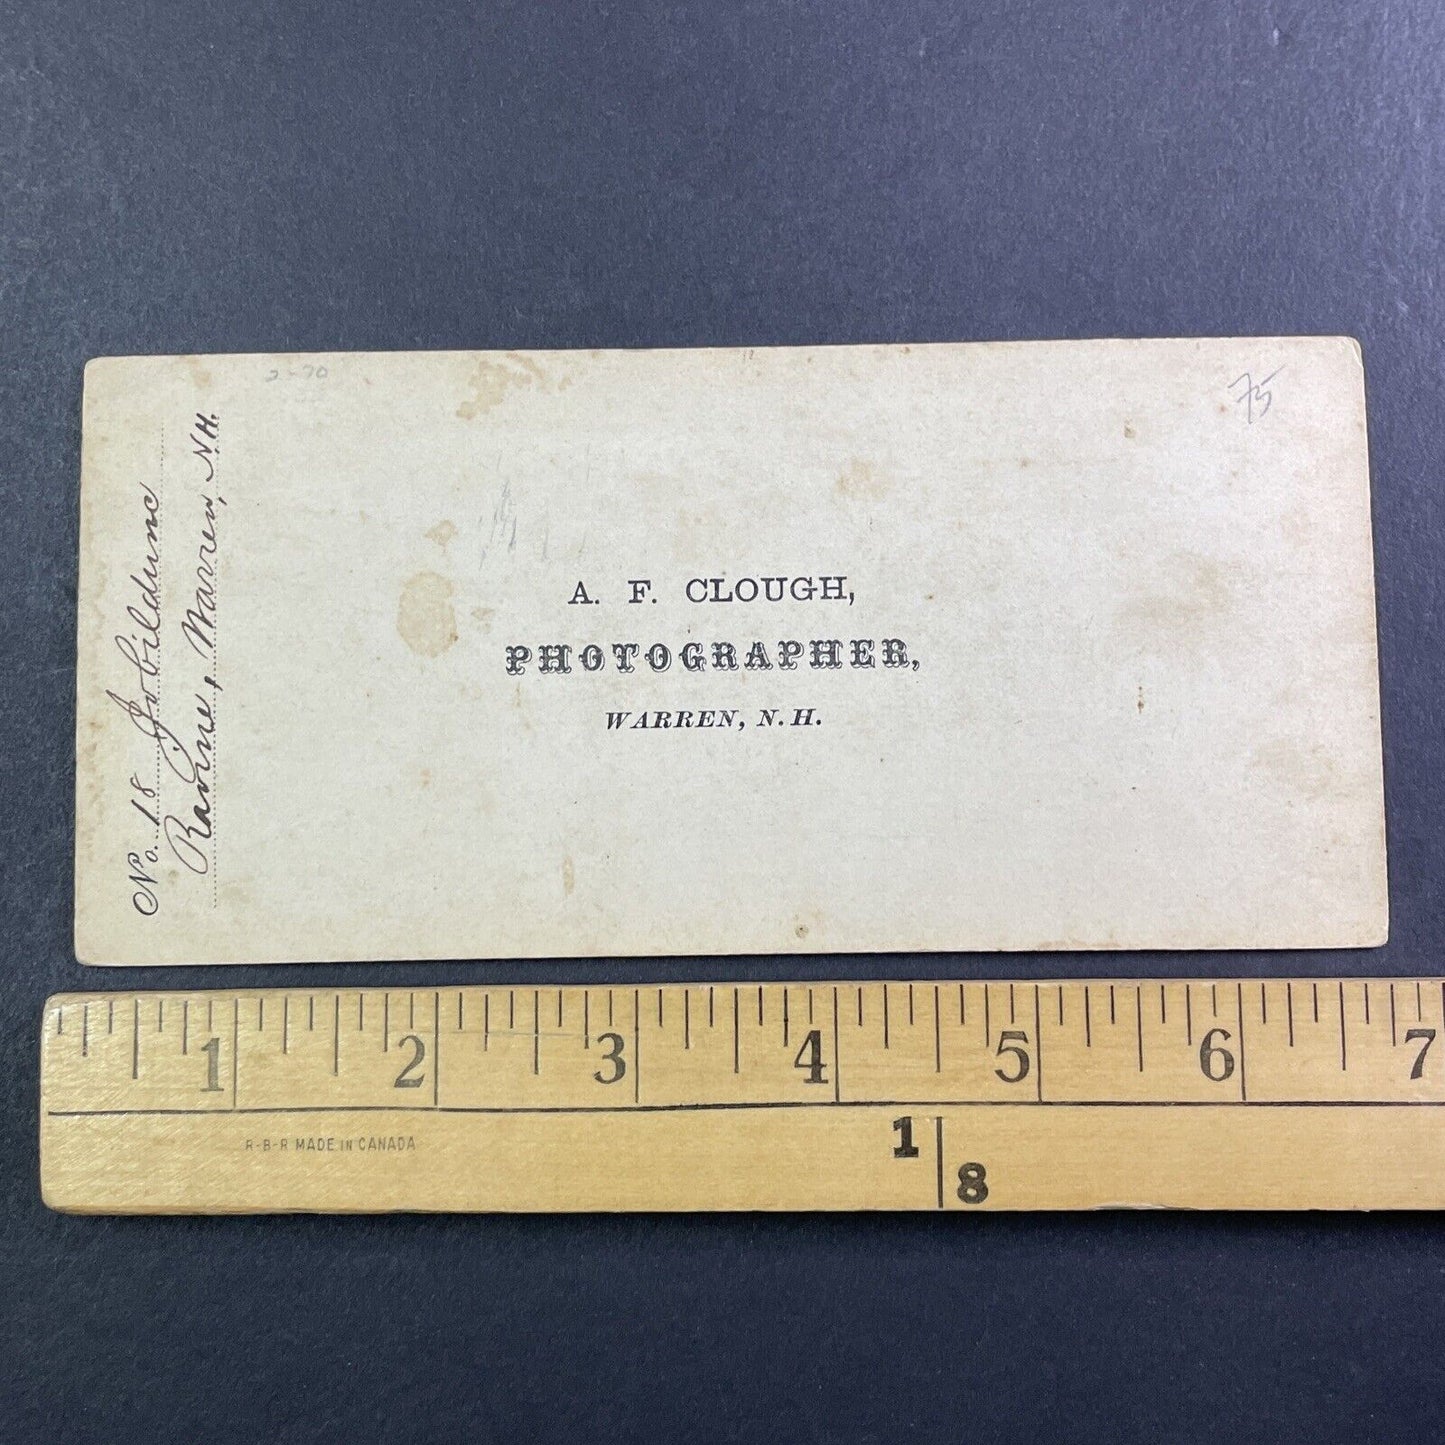 2-70
75
No. 18 Jobildunc
Ravine, Warren, N.H.
A. F. CLOUGH,
PHOTOGRAPHER,
WARREN, N. H.
1 2 3 4 5 6 7
R-B-R MADE IN CANADA
1
8